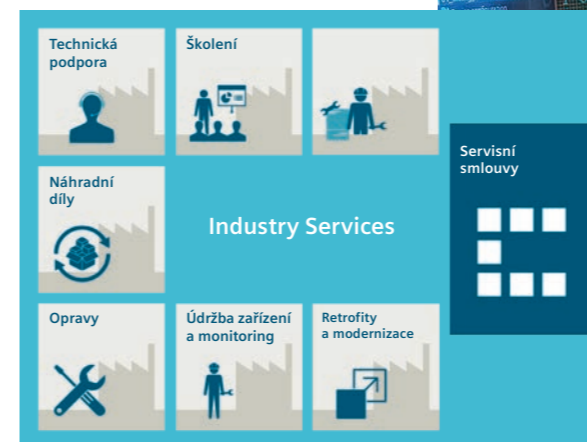 Technická
podpora
Školení
Servisní
smlouvy
Náhradní
díly
Industry Services
Opravy
Údržba zařízení
a monitoring
Retrofity
a modernizace